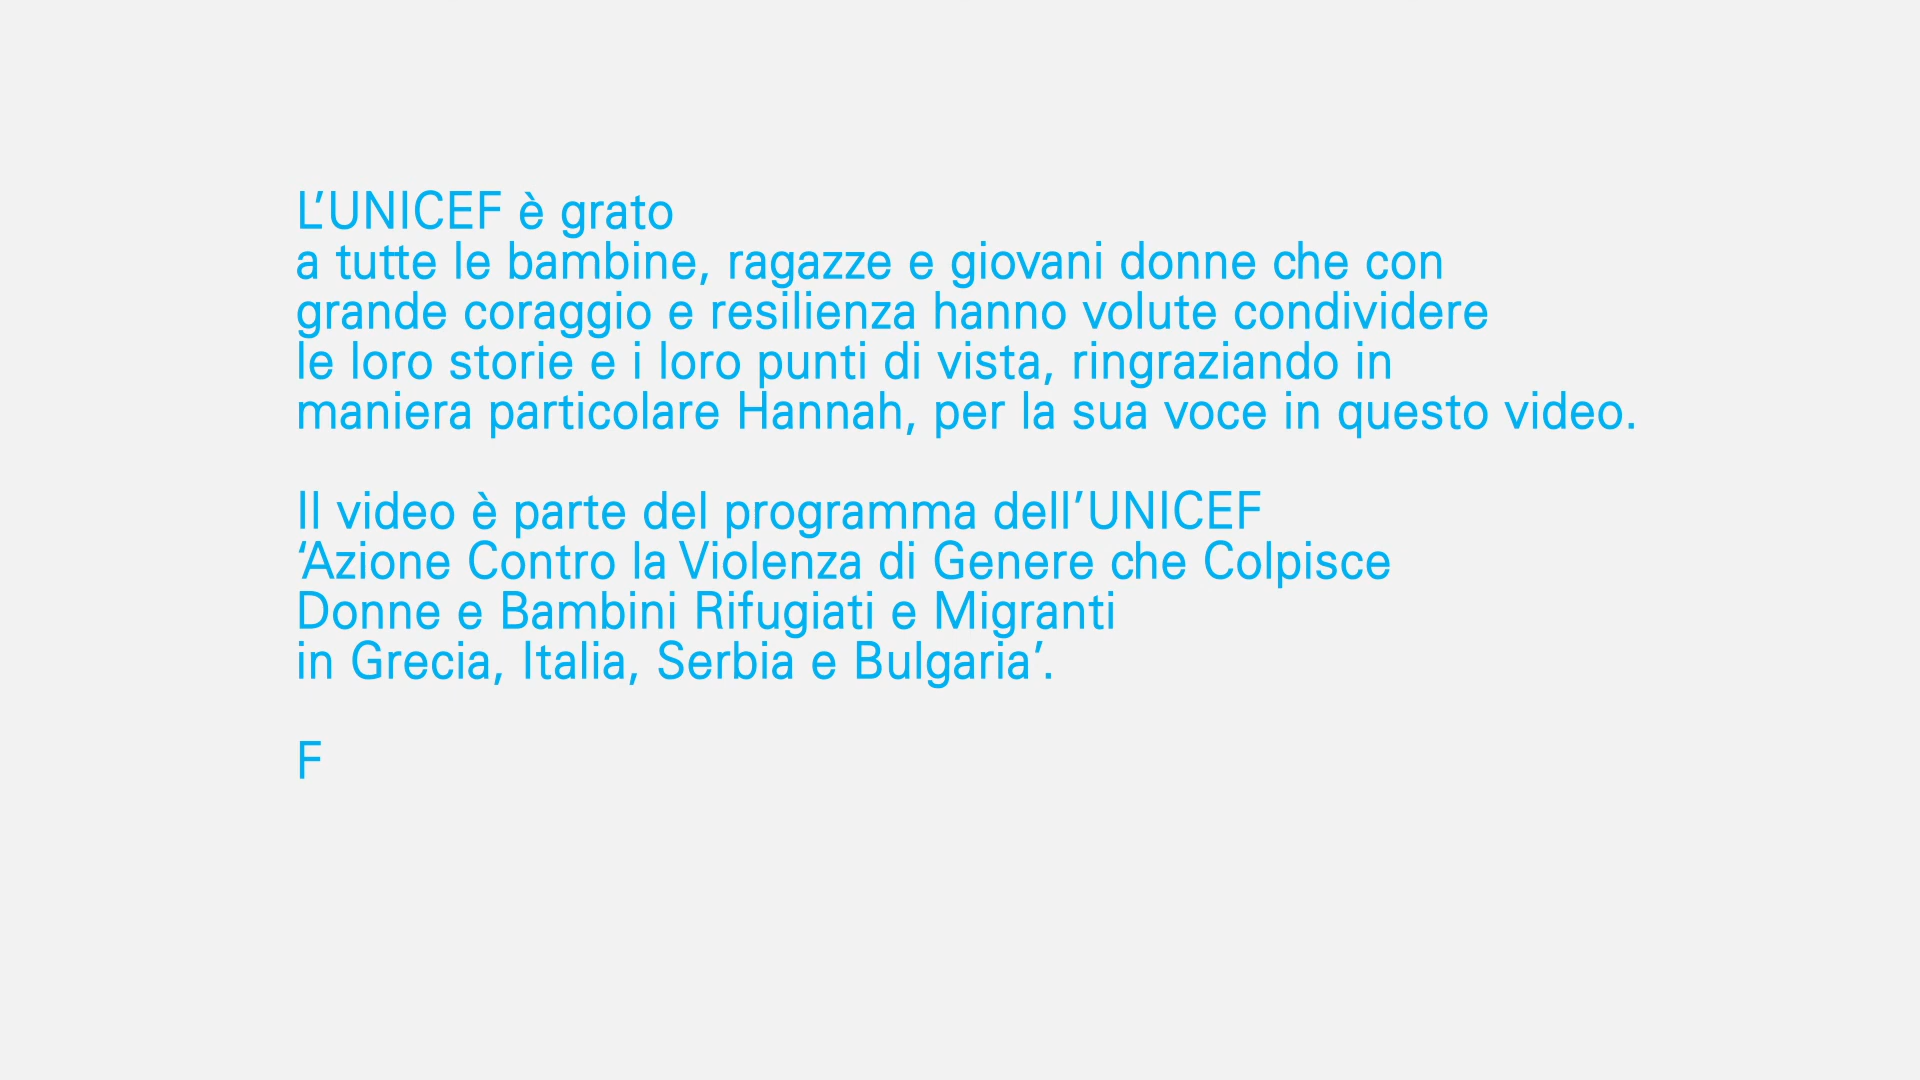 L’UNICEF è grato
a tutte le bambine, ragazze e giovani donne che con
grande coraggio e resilienza hanno volute condividere
le loro storie e i loro punti di vista, ringraziando in
maniera particolare Hannah, per la sua voce in questo video.
Il video è parte del programma dell’UNICEF
‘Azione Contro la Violenza di Genere che Colpisce
Donne e Bambini Rifugiati e Migranti
in Grecia, Italia, Serbia e Bulgaria’.
F